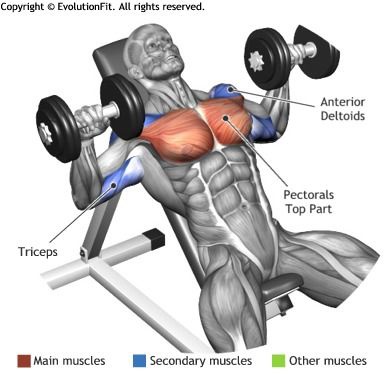 Copyright © EvolutionFit. All rights reserved.
Anterior
Deltoids
Pectorals
Top Part
Triceps
Main muscles
Secondary muscles
Other muscles